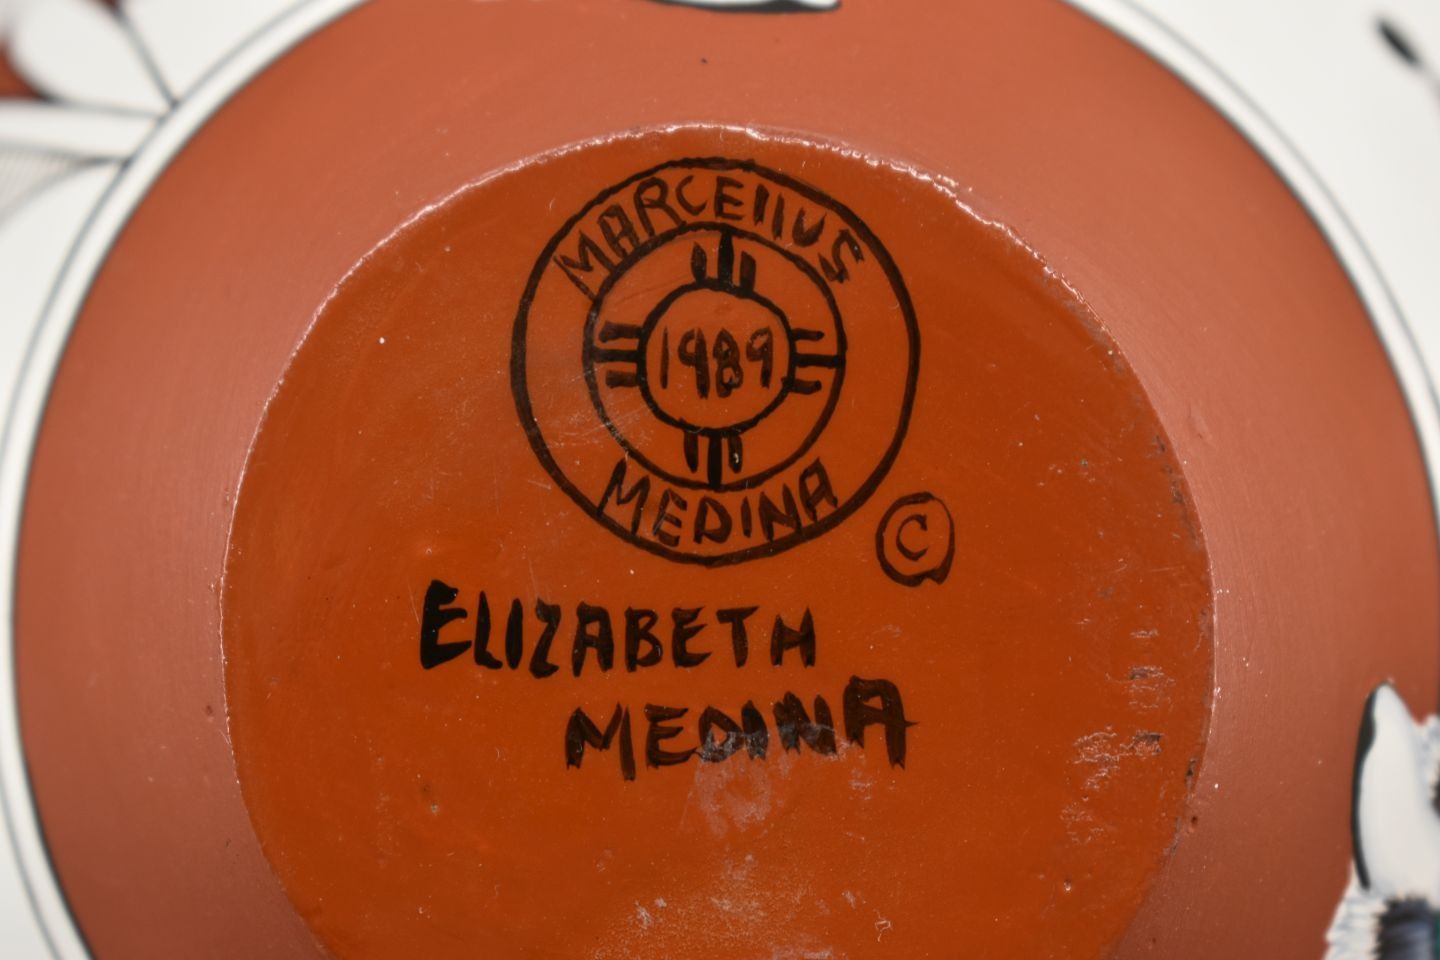 MARCEllUS
1989
MEDINA
©
ELIZABETH
MEDINA